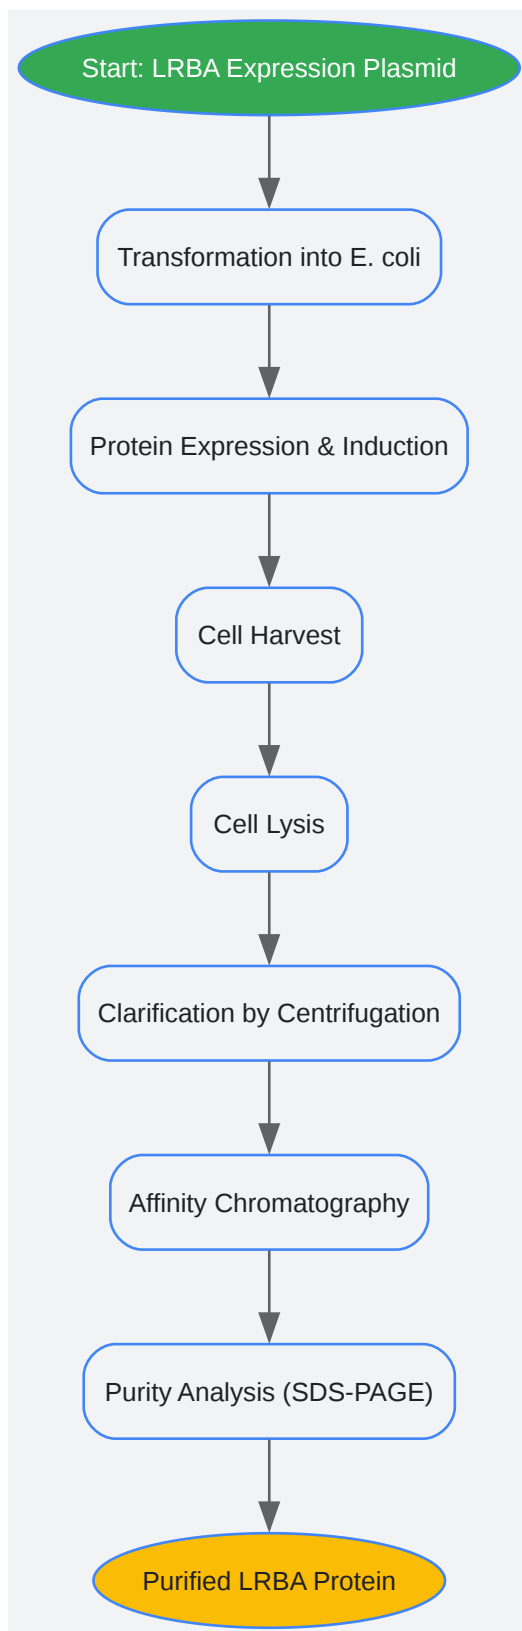 Start: LRBA Expression Plasmid
Transformation into E. coli
Protein Expression & Induction
Cell Harvest
Cell Lysis
Clarification by Centrifugation
Affinity Chromatography
Purity Analysis (SDS-PAGE)
Purified LRBA Protein